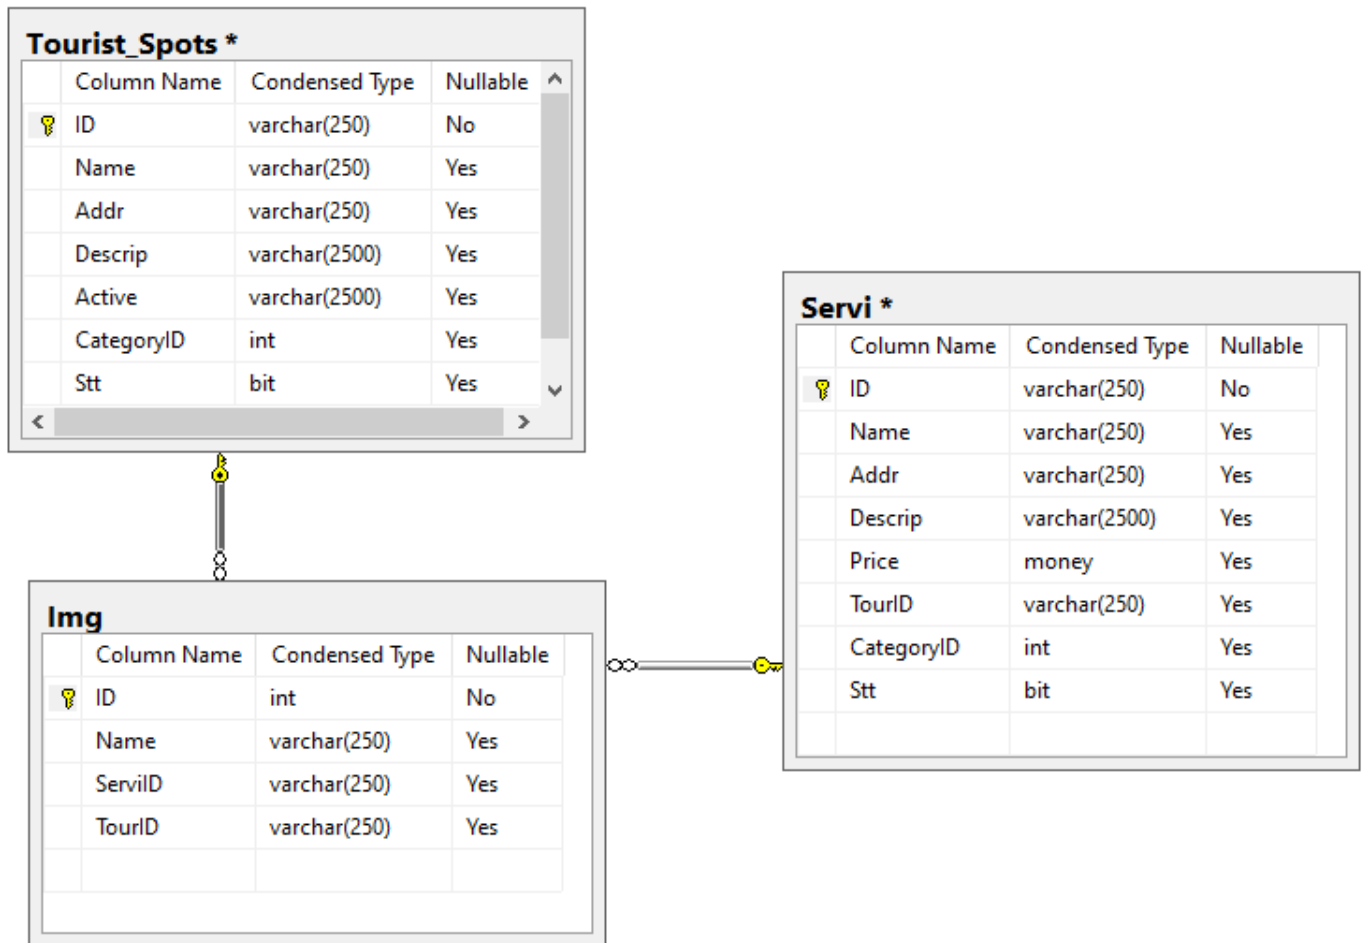 Tourist_Spots *
Column Name Condensed Type Nullable
ID varchar(250) No
Name varchar(250) Yes
Addr varchar(250) Yes
Descrip varchar(2500) Yes
Active varchar(2500) Yes
CategoryID int Yes
Stt bit Yes
Servi *
Column Name Condensed Type Nullable
ID varchar(250) No
Name varchar(250) Yes
Addr varchar(250) Yes
Descrip varchar(2500) Yes
Price money Yes
TourID varchar(250) Yes
CategoryID int Yes
Stt bit Yes
Img
Column Name Condensed Type Nullable
ID int No
Name varchar(250) Yes
ServiID varchar(250) Yes
TourID varchar(250) Yes